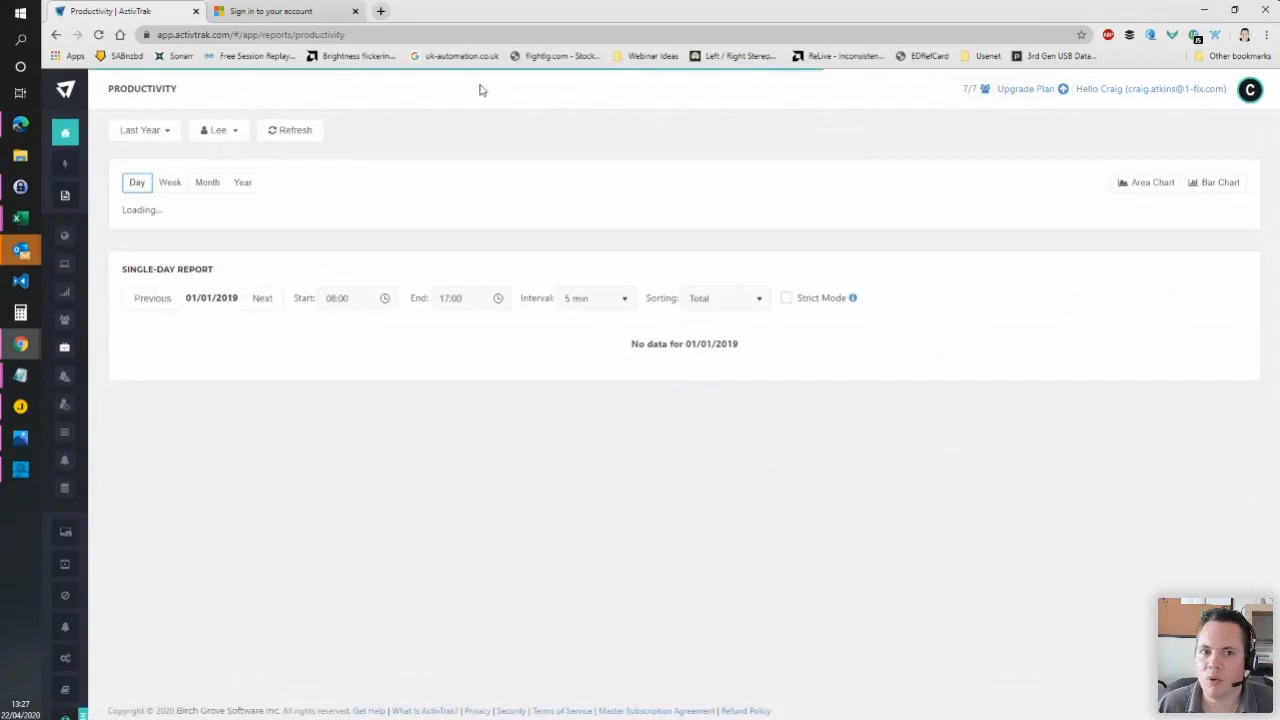 Productivity | ActivTrak
Sign in to your account
app.activtrak.com/#/app/reports/productivity
Apps
SABnzbd
Sonarr
Free Session Replay...
Brightness flickerin...
uk-automation.co.uk
flightlg.com - Stock...
Webinar Ideas
Left / Right Stereo...
ReLive - Inconsisten...
EDRefCard
Usenet
3rd Gen USB Data...
Other bookmarks
PRODUCTIVITY
7/7
Upgrade Plan
Hello Craig (craig.atkins@1-fix.com)
C
Last Year
Lee
Refresh
Day Week Month Year
Area Chart
Bar Chart
Loading...
SINGLE-DAY REPORT
Previous 01/01/2019 Next Start: 08:00 End: 17:00 Interval: 5 min Sorting: Total Strict Mode
No data for 01/01/2019
Copyright © 2020 Birch Grove Software Inc. All rights reserved. Get Help | What Is ActivTrak? | Privacy | Security | Terms of Service | Master Subscription Agreement | Refund Policy
13:27
22/04/2020